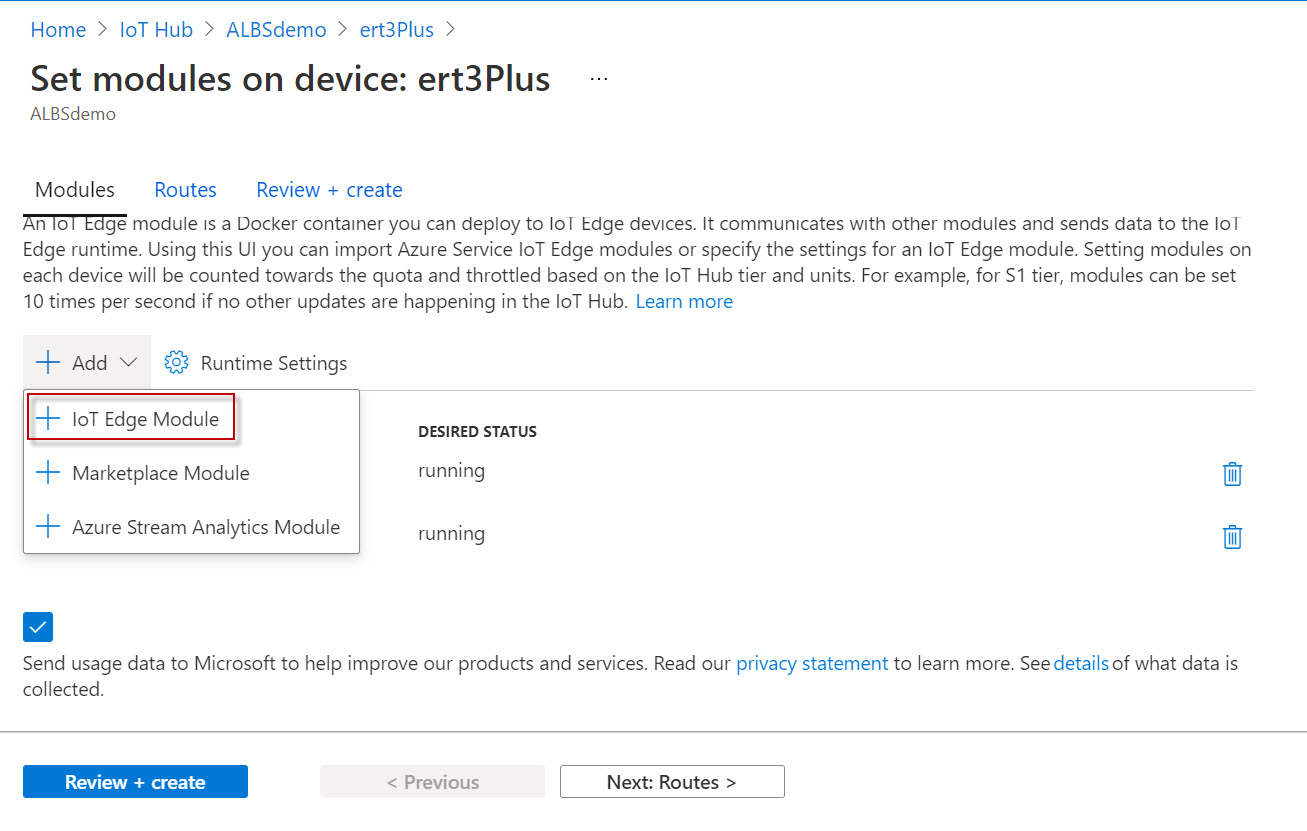 Home > IoT Hub > ALBSdemo > ert3Plus >
Set modules on device: ert3Plus ...
ALBSdemo
Modules Routes Review + create
An IoT Edge module is a Docker container you can deploy to IoT Edge devices. It communicates with other modules and sends data to the IoT
Edge runtime. Using this UI you can import Azure Service IoT Edge modules or specify the settings for an IoT Edge module. Setting modules on
each device will be counted towards the quota and throttled based on the IoT Hub tier and units. For example, for S1 tier, modules can be set
10 times per second if no other updates are happening in the IoT Hub. Learn more
+ Add Runtime Settings
+ IoT Edge Module
DESIRED STATUS
running
+ Marketplace Module
+ Azure Stream Analytics Module
running
Send usage data to Microsoft to help improve our products and services. Read our privacy statement to learn more. See details of what data is
collected.
Review + create < Previous Next: Routes >